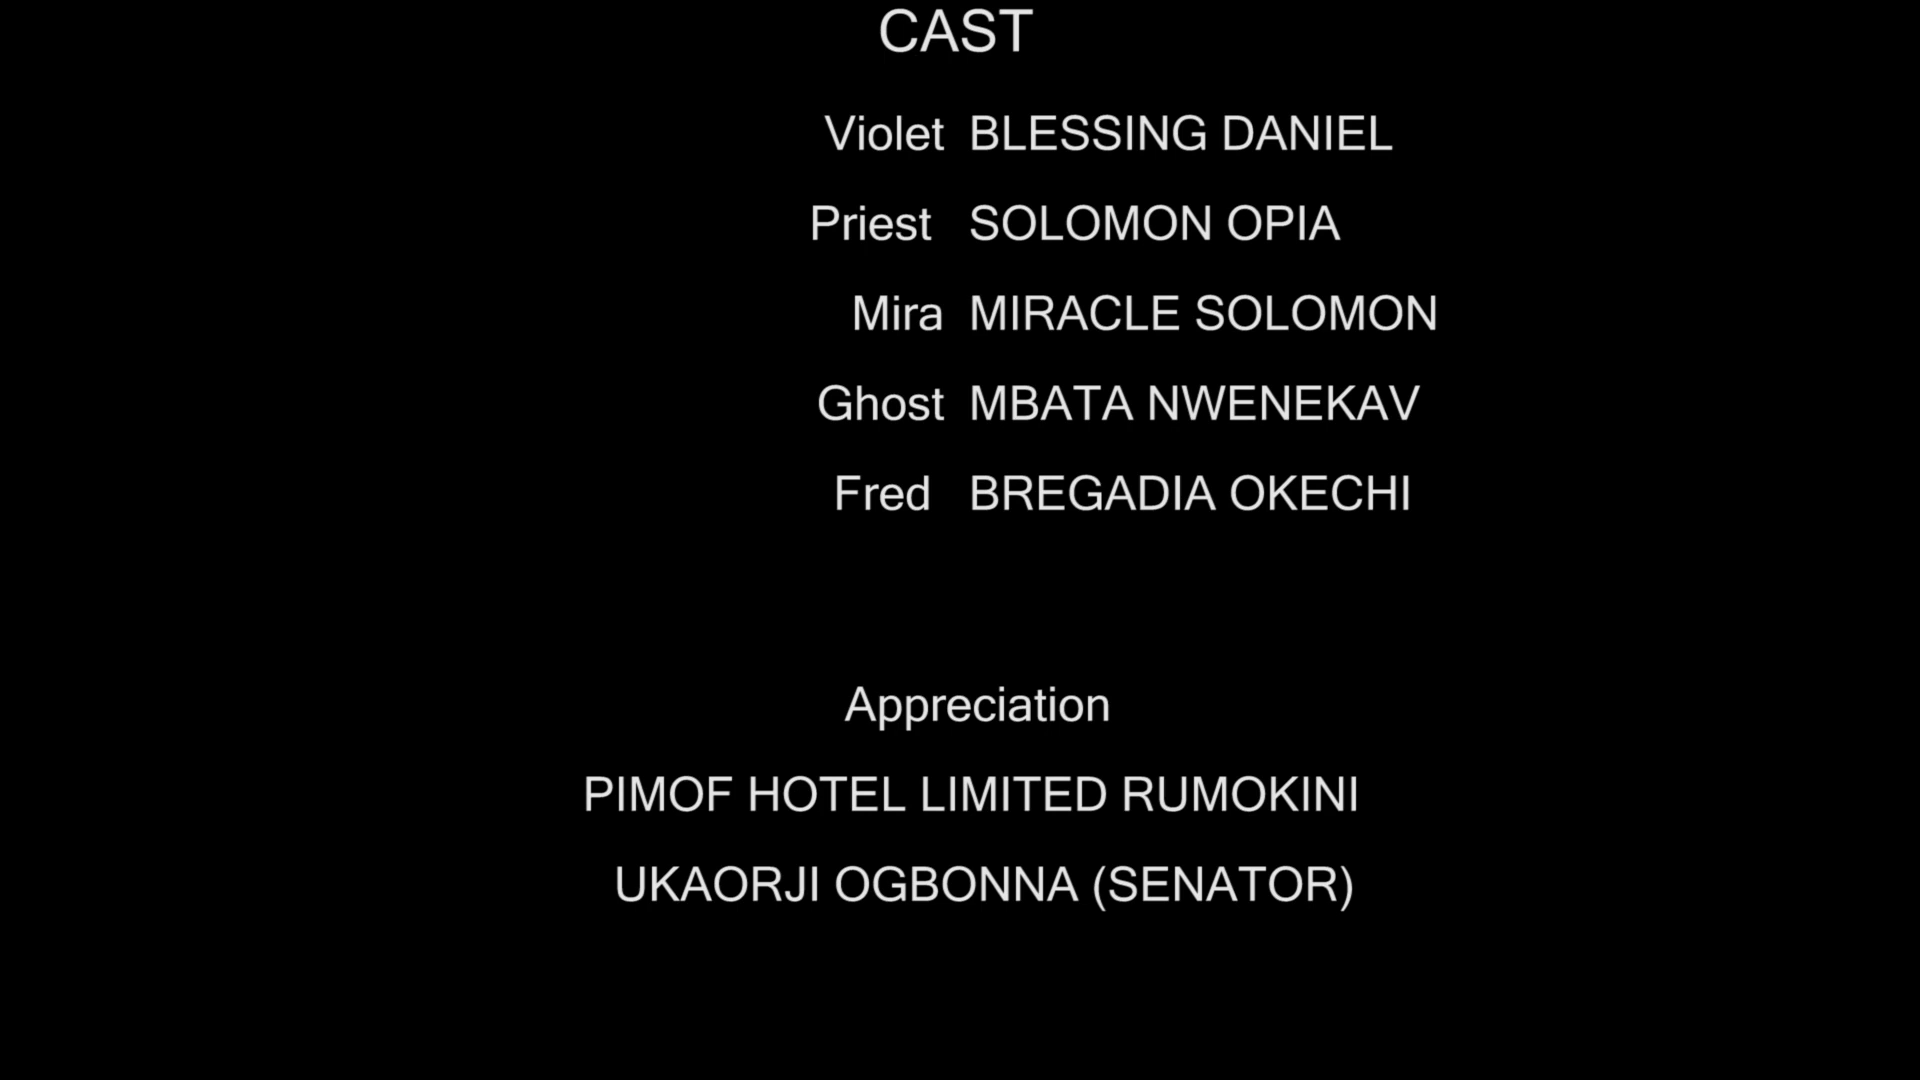 CAST
Violet BLESSING DANIEL
Priest SOLOMON OPIA
Mira MIRACLE SOLOMON
Ghost MBATA NWENEKAV
Fred BREGADIA OKECHI
Appreciation
PIMOF HOTEL LIMITED RUMOKINI
UKAORJI OGBONNA (SENATOR)